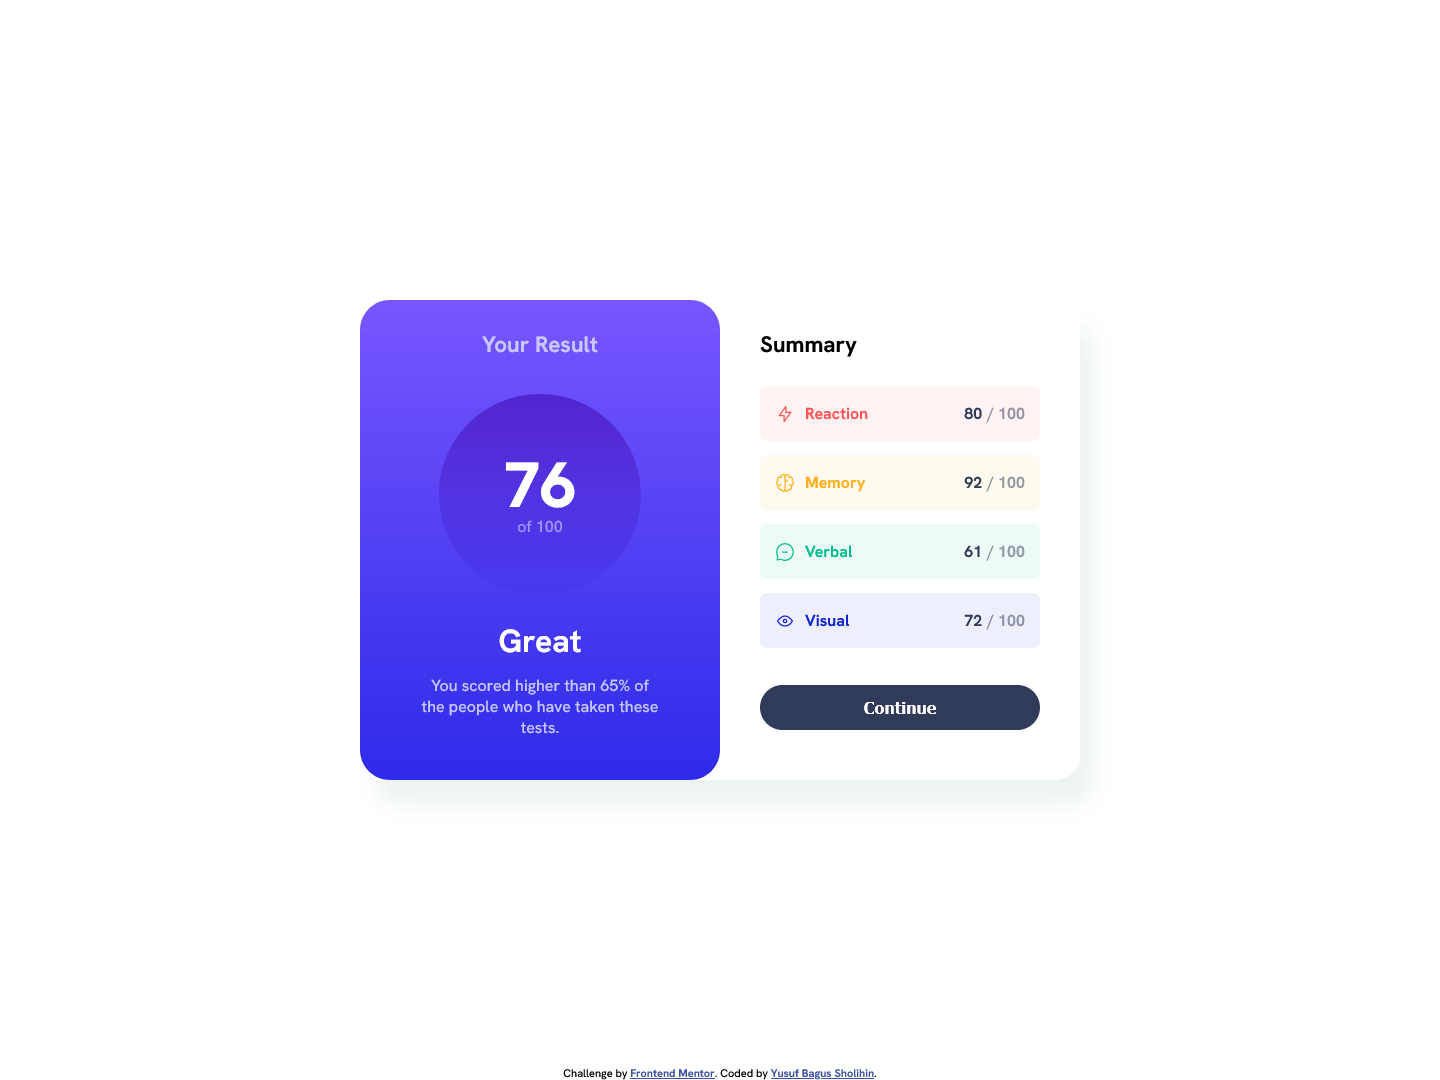 Your Result
76
of 100
Great
You scored higher than 65% of
the people who have taken these
tests.
Summary
Reaction 80 / 100
Memory 92 / 100
Verbal 61 / 100
Visual 72 / 100
Continue
Challenge by Frontend Mentor. Coded by Yusuf Bagus Sholihin.